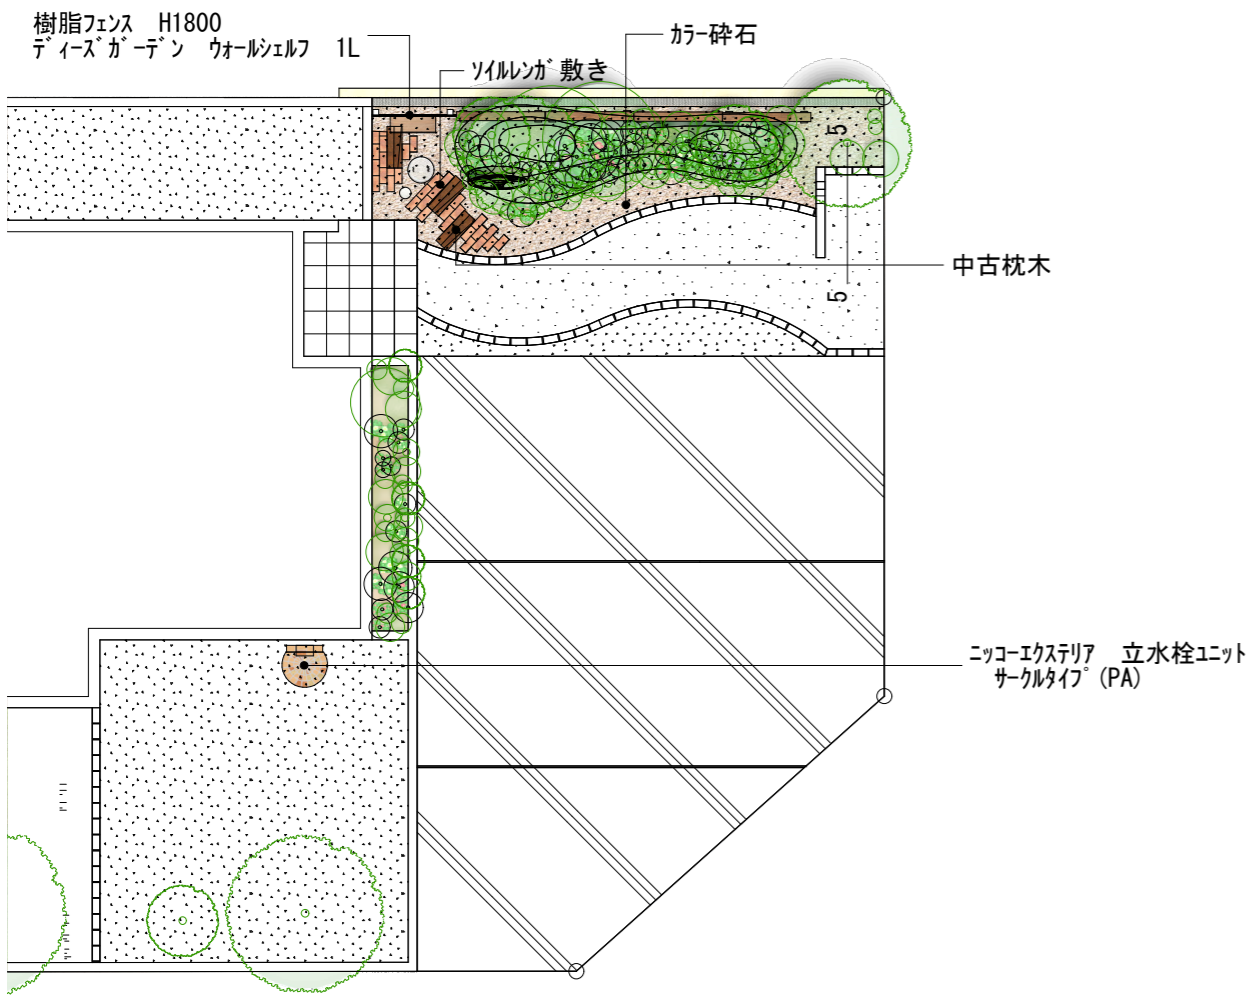 樹脂ﾌｪﾝｽ　H1800
ﾃﾞｨｰｽﾞｶﾞｰﾃﾞﾝ　ｳｫｰﾙｼｪﾙﾌ　1L
ｶﾗｰ砕石
ｿｲﾙﾚﾝｶﾞ敷き
5
中古枕木
5
ﾆｯｺｰｴｸｽﾃﾘｱ　立水栓ﾕﾆｯﾄ
ｻｰｸﾙﾀｲﾌﾟ(PA)